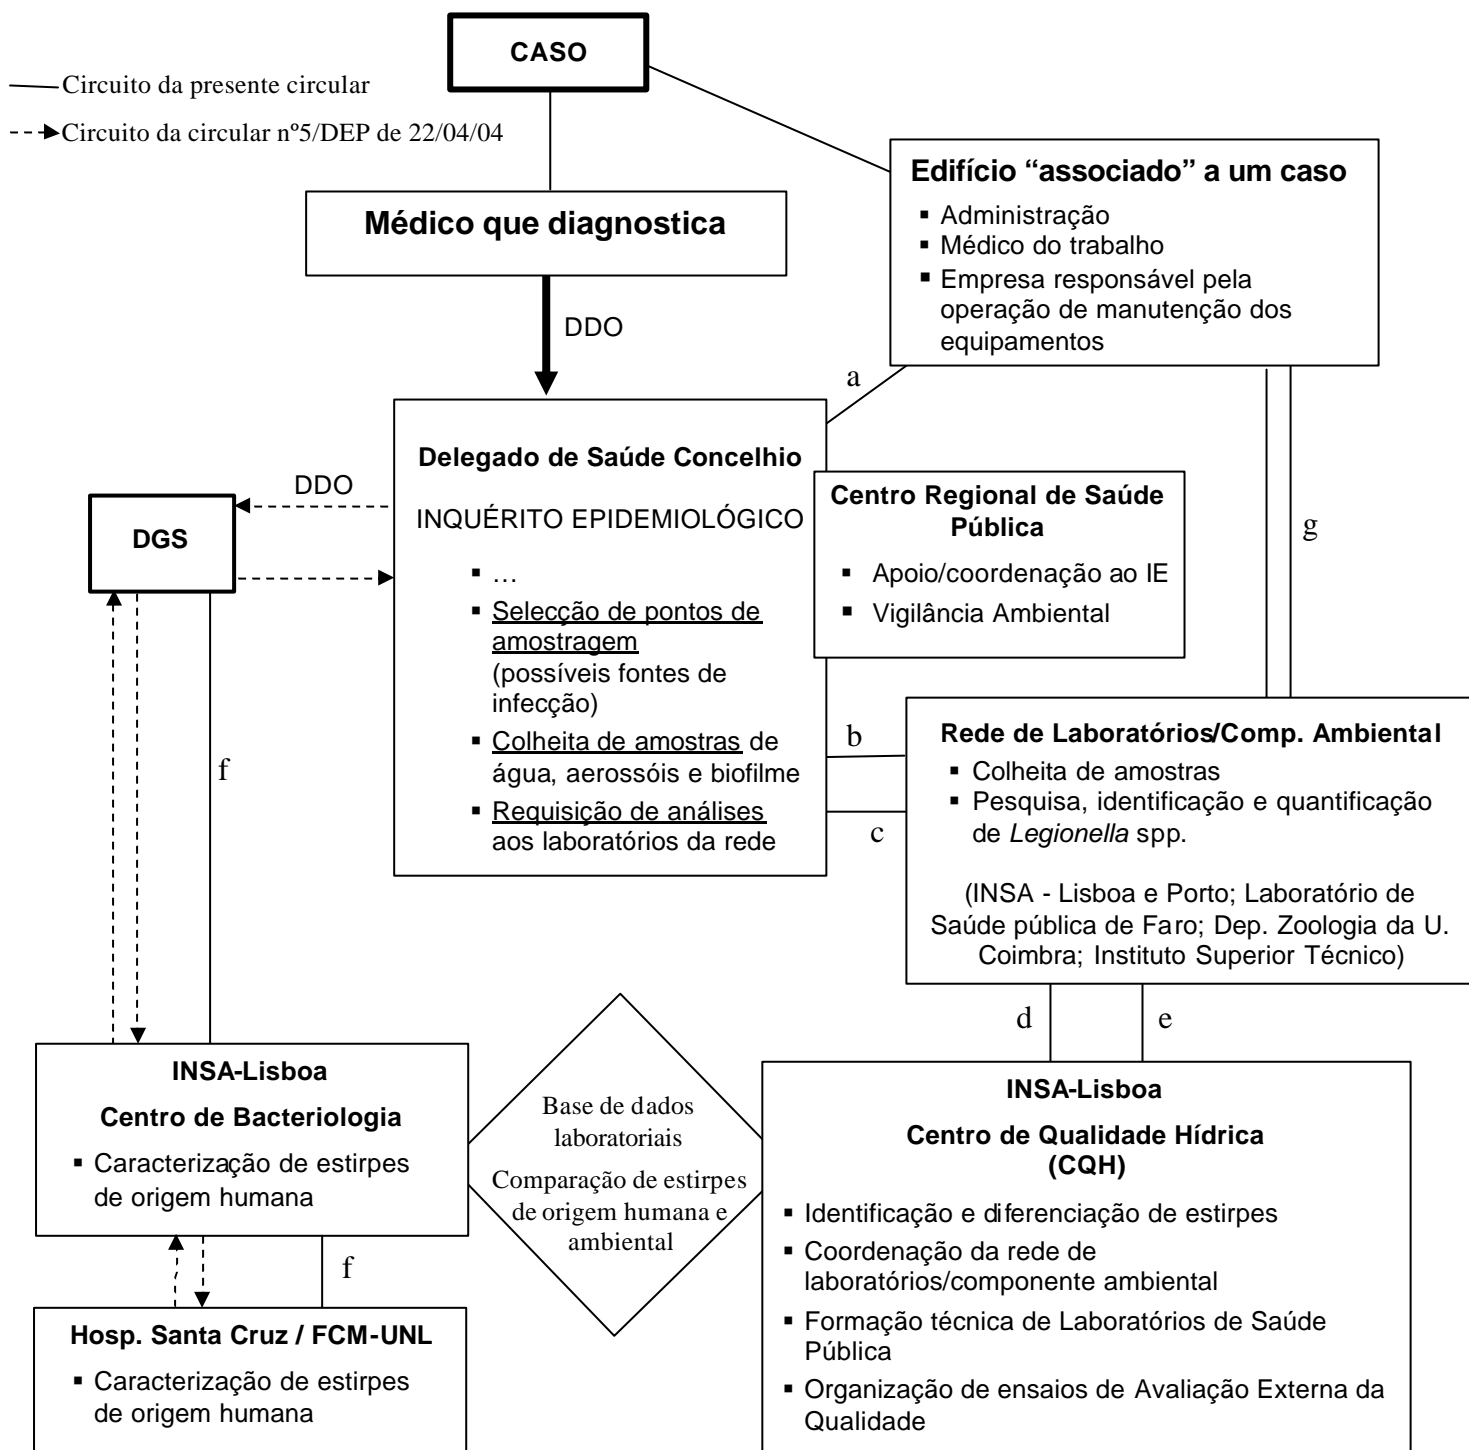 CASO
Circuito da presente circular
Circuito da circular nº5/DEP de 22/04/04
Edifício “associado” a um caso
▪ Administração
▪ Médico do trabalho
▪ Empresa responsável pela
operação de manutenção dos
equipamentos
Médico que diagnostica
DDO
a
Delegado de Saúde Concelhio
INQUÉRITO EPIDEMIOLÓGICO
▪ …
▪ Selecção de pontos de
amostragem
(possíveis fontes de
infecção)
▪ Colheita de amostras de
água, aerossóis e biofilme
▪ Requisição de análises
aos laboratórios da rede
DDO
DGS
Centro Regional de Saúde
Pública
▪ Apoio/coordenação ao IE
▪ Vigilância Ambiental
g
b
c
f
Rede de Laboratórios/Comp. Ambiental
▪ Colheita de amostras
▪ Pesquisa, identificação e quantificação
de Legionella spp.
(INSA - Lisboa e Porto; Laboratório de
Saúde pública de Faro; Dep. Zoologia da U.
Coimbra; Instituto Superior Técnico)
d
e
INSA-Lisboa
Centro de Bacteriologia
▪ Caracterização de estirpes
de origem humana
Base de dados
laboratoriais
Comparação de estirpes
de origem humana e
ambiental
INSA-Lisboa
Centro de Qualidade Hídrica
(CQH)
▪ Identificação e diferenciação de estirpes
▪ Coordenação da rede de
laboratórios/componente ambiental
▪ Formação técnica de Laboratórios de Saúde
Pública
▪ Organização de ensaios de Avaliação Externa da
Qualidade
f
Hosp. Santa Cruz / FCM-UNL
▪ Caracterização de estirpes
de origem humana